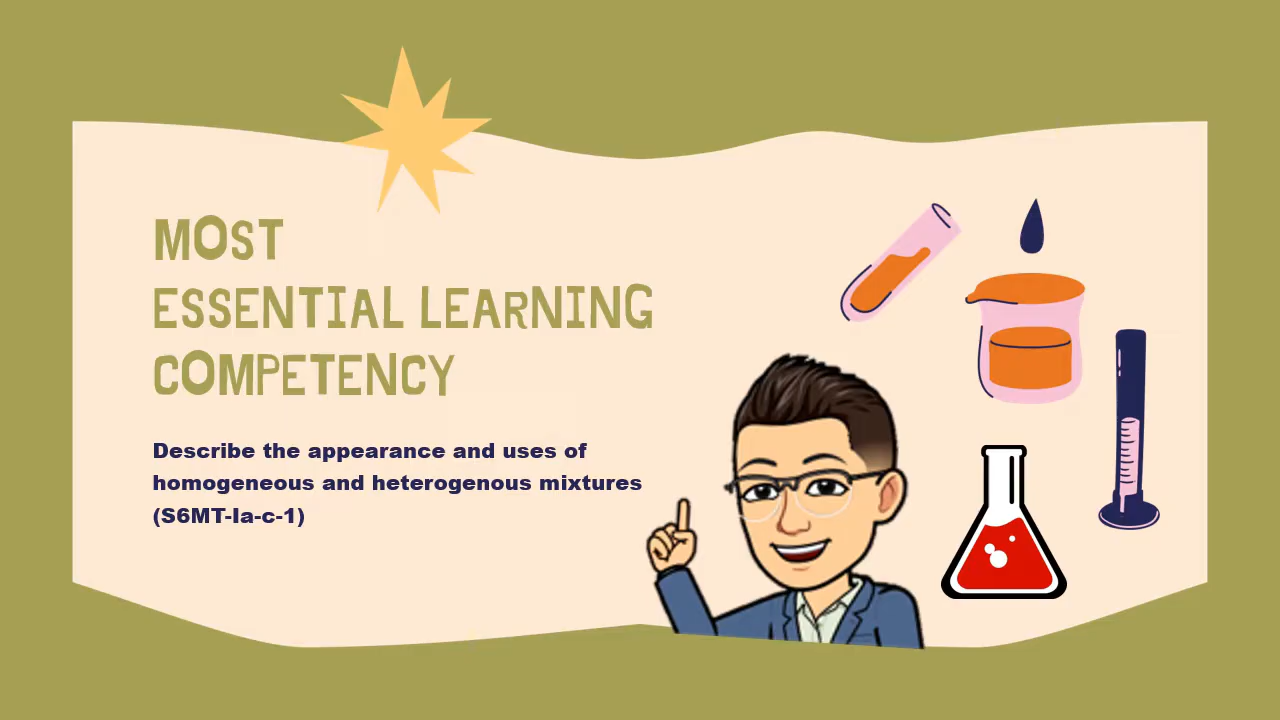 MOST
ESSENTIAL LEARNING
COMPETENCY
Describe the appearance and uses of
homogeneous and heterogenous mixtures
(S6MT-Ia-c-1)